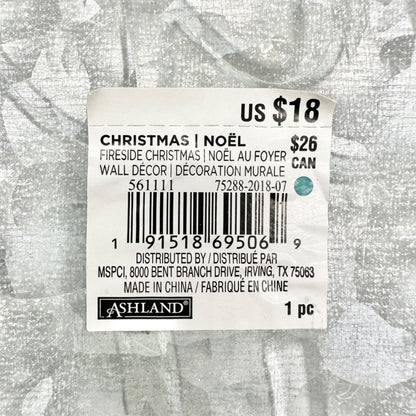 US $18
CHRISTMAS | NOËL $26
FIRESIDE CHRISTMAS | NOËL AU FOYER CAN
WALL DÉCOR | DÉCORATION MURALE
561111 75288-2018-07
1 91518 69506 9
DISTRIBUTED BY / DISTRIBUÉ PAR
MSPCI, 8000 BENT BRANCH DRIVE, IRVING, TX 75063
MADE IN CHINA / FABRIQUÉ EN CHINE
ASHLAND® 1 pc